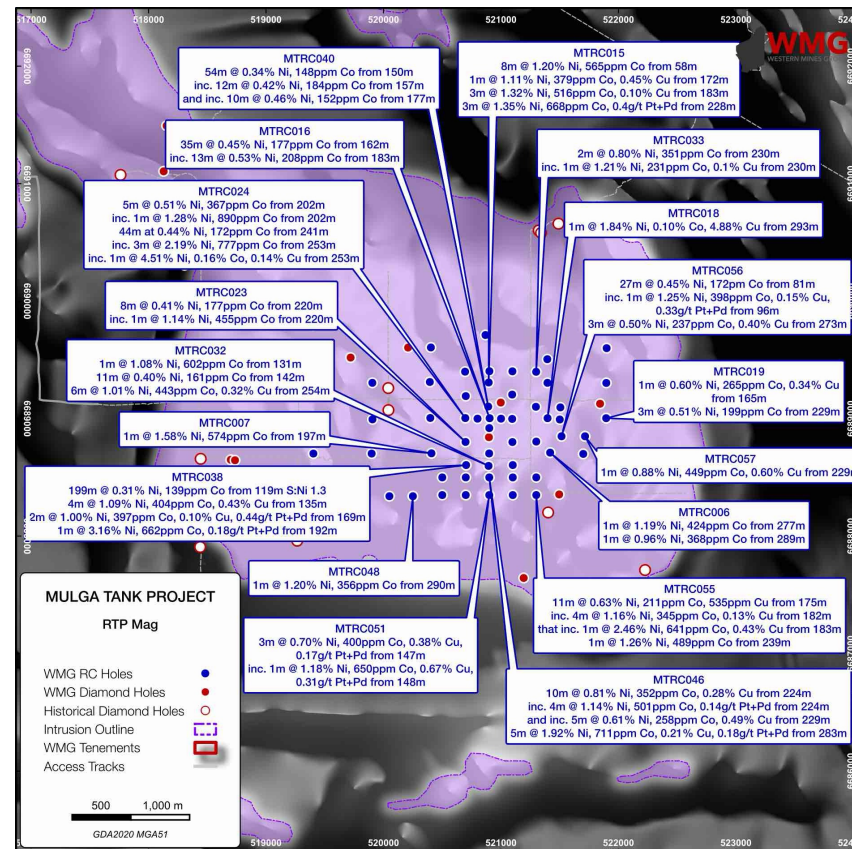 517000
518000
519000
520000
521000
522000
523000
524
WMG
WESTERN MINES G
MTRC040
54m @ 0.34% Ni, 148ppm Co from 150m
inc. 12m @ 0.42% Ni, 184ppm Co from 157m
and inc. 10m @ 0.46% Ni, 152ppm Co from 177m
MTRC015
8m @ 1.20% Ni, 565ppm Co from 58m
1m @ 1.11% Ni, 379ppm Co, 0.45% Cu from 172m
3m @ 1.32% Ni, 516ppm Co, 0.10% Cu from 183m
3m @ 1.35% Ni, 668ppm Co, 0.4g/t Pt+Pd from 228m
6692000
6692000
MTRC016
35m @ 0.45% Ni, 177ppm Co from 162m
inc. 13m @ 0.53% Ni, 208ppm Co from 183m
MTRC033
2m @ 0.80% Ni, 351ppm Co from 230m
inc. 1m @ 1.21% Ni, 231ppm Co, 0.1% Cu from 230m
6691000
6691000
MTRC024
5m @ 0.51% Ni, 367ppm Co from 202m
inc. 1m @ 1.28% Ni, 890ppm Co from 202m
44m at 0.44% Ni, 172ppm Co from 241m
inc. 3m @ 2.19% Ni, 777ppm Co from 253m
inc. 1m @ 4.51% Ni, 0.16% Co, 0.14% Cu from 253m
MTRC018
1m @ 1.84% Ni, 0.10% Co, 4.88% Cu from 293m
MTRC056
27m @ 0.45% Ni, 172pm Co from 81m
inc. 1m @ 1.25% Ni, 398ppm Co, 0.15% Cu,
0.33g/t Pt+Pd from 96m
3m @ 0.50% Ni, 237ppm Co, 0.40% Cu from 273m
6690000
6690000
MTRC023
8m @ 0.41% Ni, 177ppm Co from 220m
inc. 1m @ 1.14% Ni, 455ppm Co from 220m
MTRC032
1m @ 1.08% Ni, 602ppm Co from 131m
11m @ 0.40% Ni, 161ppm Co from 142m
6m @ 1.01% Ni, 443ppm Co, 0.32% Cu from 254m
MTRC019
1m @ 0.60% Ni, 265ppm Co, 0.34% Cu
from 165m
3m @ 0.51% Ni, 199ppm Co from 229m
6689000
6689000
MTRC007
1m @ 1.58% Ni, 574ppm Co from 197m
MTRC057
1m @ 0.88% Ni, 449ppm Co, 0.60% Cu from 229m
MTRC038
199m @ 0.31% Ni, 139ppm Co from 119m S:Ni 1.3
4m @ 1.09% Ni, 404ppm Co, 0.43% Cu from 135m
2m @ 1.00% Ni, 397ppm Co, 0.10% Cu, 0.44g/t Pt+Pd from 169m
1m @ 3.16% Ni, 662ppm Co, 0.18g/t Pt+Pd from 192m
MTRC006
1m @ 1.19% Ni, 424ppm Co from 277m
1m @ 0.96% Ni, 368ppm Co from 289m
6688000
MTRC048
1m @ 1.20% Ni, 356ppm Co from 290m
MTRC055
11m @ 0.63% Ni, 211ppm Co, 535ppm Cu from 175m
inc. 4m @ 1.16% Ni, 345ppm Co, 0.13% Cu from 182m
that inc. 1m @ 2.46% Ni, 641ppm Co, 0.43% Cu from 183m
1m @ 1.26% Ni, 489ppm Co from 239m
MTRC051
3m @ 0.70% Ni, 400ppm Co, 0.38% Cu,
0.17g/t Pt+Pd from 147m
inc. 1m @ 1.18% Ni, 650ppm Co, 0.67% Cu,
0.31g/t Pt+Pd from 148m
6687000
MTRC046
10m @ 0.81% Ni, 352ppm Co, 0.28% Cu from 224m
inc. 4m @ 1.14% Ni, 501ppm Co, 0.14g/t Pt+Pd from 224m
and inc. 5m @ 0.61% Ni, 258ppm Co, 0.49% Cu from 229m
5m @ 1.92% Ni, 711ppm Co, 0.21% Cu, 0.18g/t Pt+Pd from 283m
6686000
MULGA TANK PROJECT
RTP Mag
WMG RC Holes
WMG Diamond Holes
Historical Diamond Holes
Intrusion Outline
WMG Tenements
Access Tracks
500
1,000 m
GDA2020 MGA51
519000
520000
521000
522000
523000
524